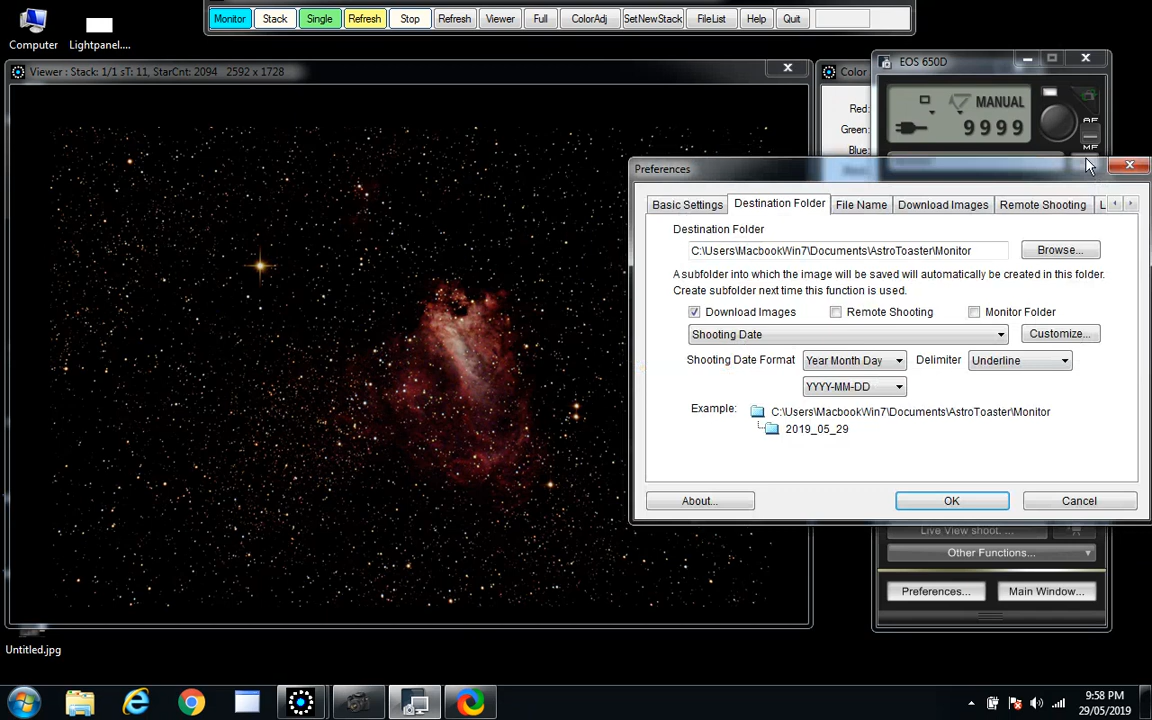 Monitor Stack Single Refresh Stop Refresh Viewer Full ColorAdj SetNewStack FileList Help Quit
Computer Lightpanel....
Viewer : Stack: 1/1 sT: 11, StarCnt: 2094 2592 x 1728
Color
Red:
Green:
Blue:
EOS 650D
MANUAL
9999
AF
MF
Preferences
Basic Settings Destination Folder File Name Download Images Remote Shooting L
Destination Folder
C:\Users\MacbookWin7\Documents\AstroToaster\Monitor Browse...
A subfolder into which the image will be saved will automatically be created in this folder.
Create subfolder next time this function is used.
Download Images Remote Shooting Monitor Folder
Shooting Date Customize...
Shooting Date Format Year Month Day Delimiter Underline
YYYY-MM-DD
Example: C:\Users\MacbookWin7\Documents\AstroToaster\Monitor
2019_05_29
About... OK Cancel
Live View shoot. ...
Other Functions...
Preferences... Main Window...
Untitled.jpg
9:58 PM
29/05/2019